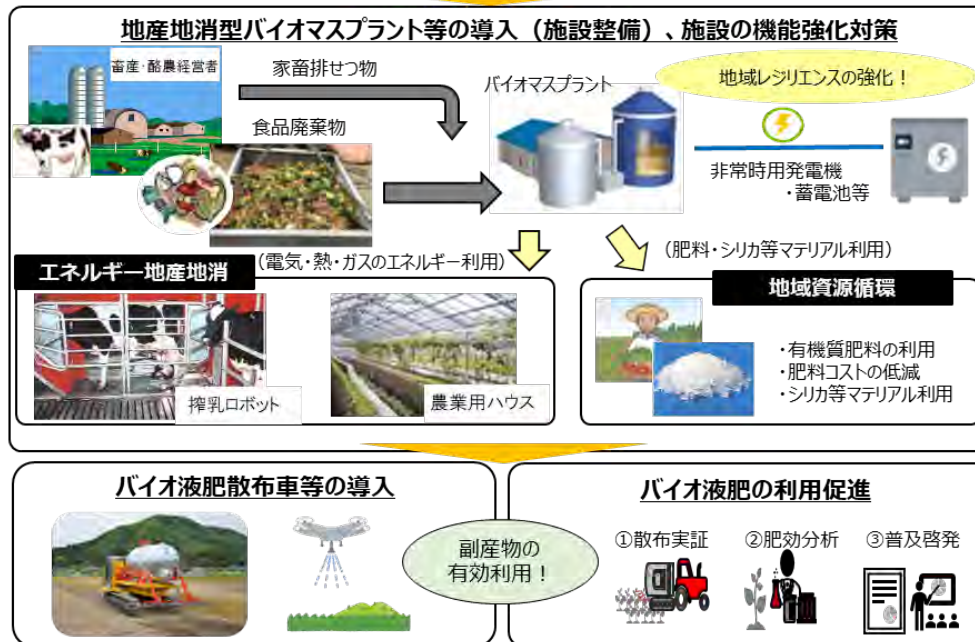 地産地消型バイオマスプラント等の導入（施設整備）、施設の機能強化対策
畜産・酪農経営者
家畜排せつ物
食品廃棄物
バイオマスプラント
地域レジリエンスの強化！
非常時用発電機
・蓄電池等
（電気・熱・ガスのエネルギー利用）
（肥料・シリカ等マテリアル利用）
エネルギー地産地消
搾乳ロボット
農業用ハウス
地域資源循環
・有機質肥料の利用
・肥料コストの低減
・シリカ等マテリアル利用
バイオ液肥散布車等の導入
副産物の
有効利用！
バイオ液肥の利用促進
①散布実証
②肥効分析
③普及啓発